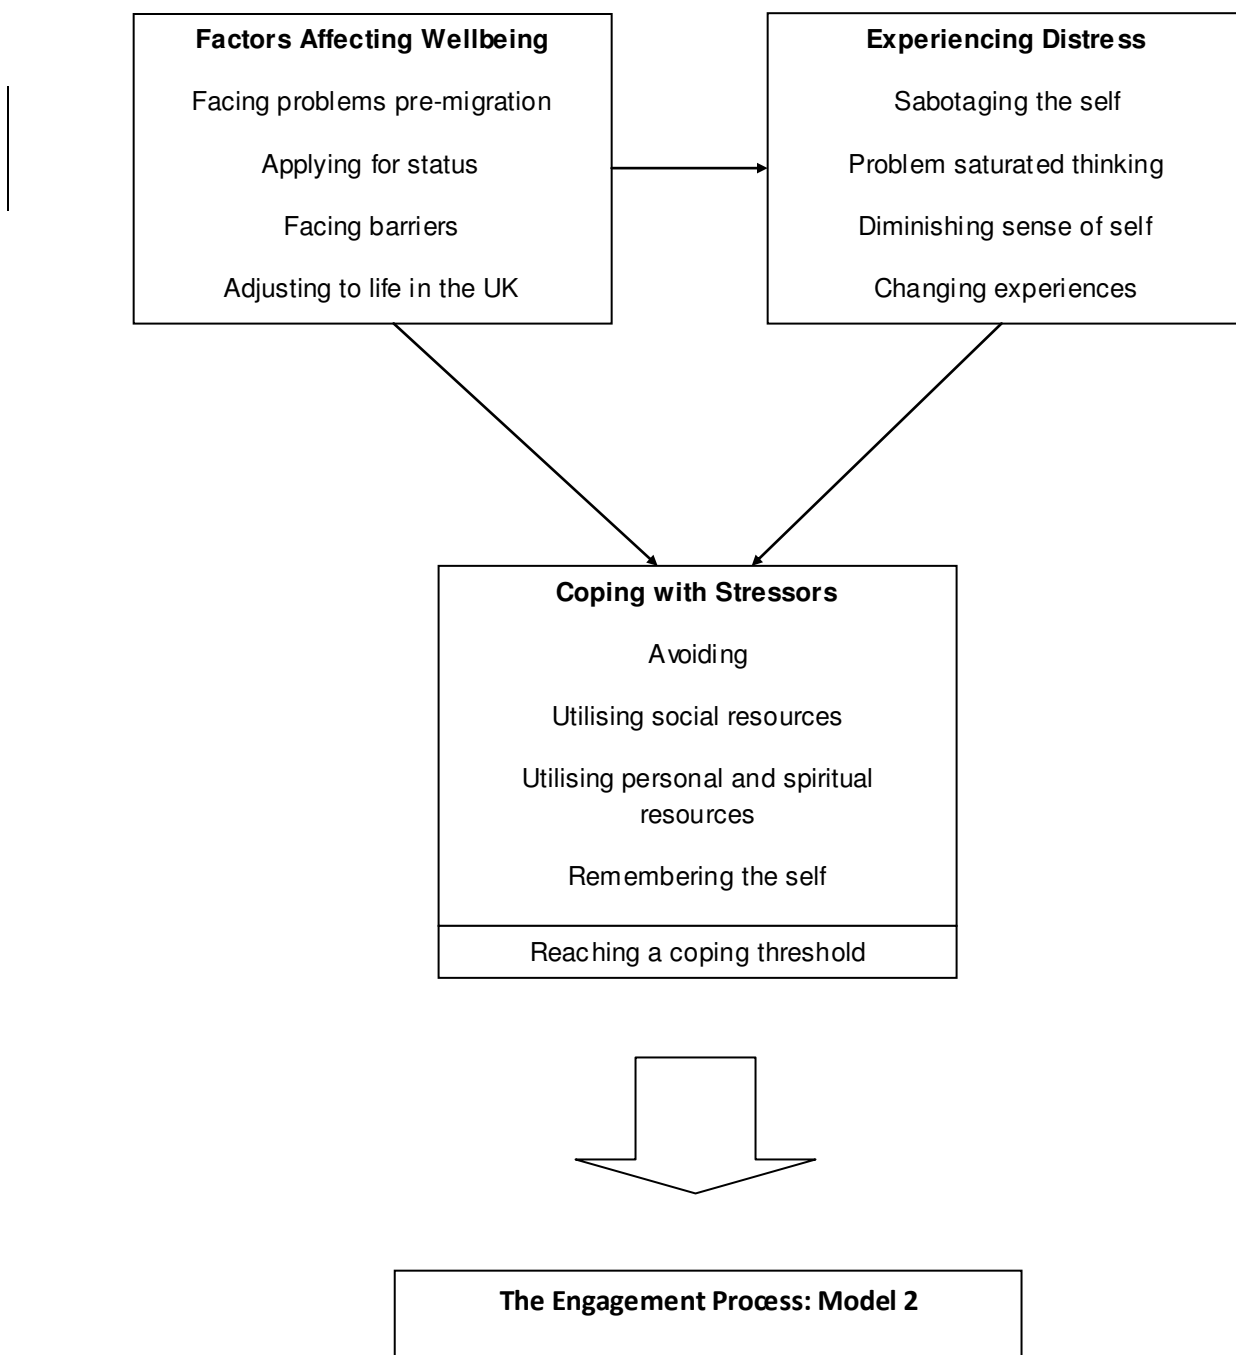 Factors Affecting Wellbeing
Facing problems pre-migration
Applying for status
Facing barriers
Adjusting to life in the UK
Experiencing Distress
Sabotaging the self
Problem saturated thinking
Diminishing sense of self
Changing experiences
Coping with Stressors
Avoiding
Utilising social resources
Utilising personal and spiritual
resources
Remembering the self
Reaching a coping threshold
The Engagement Process: Model 2